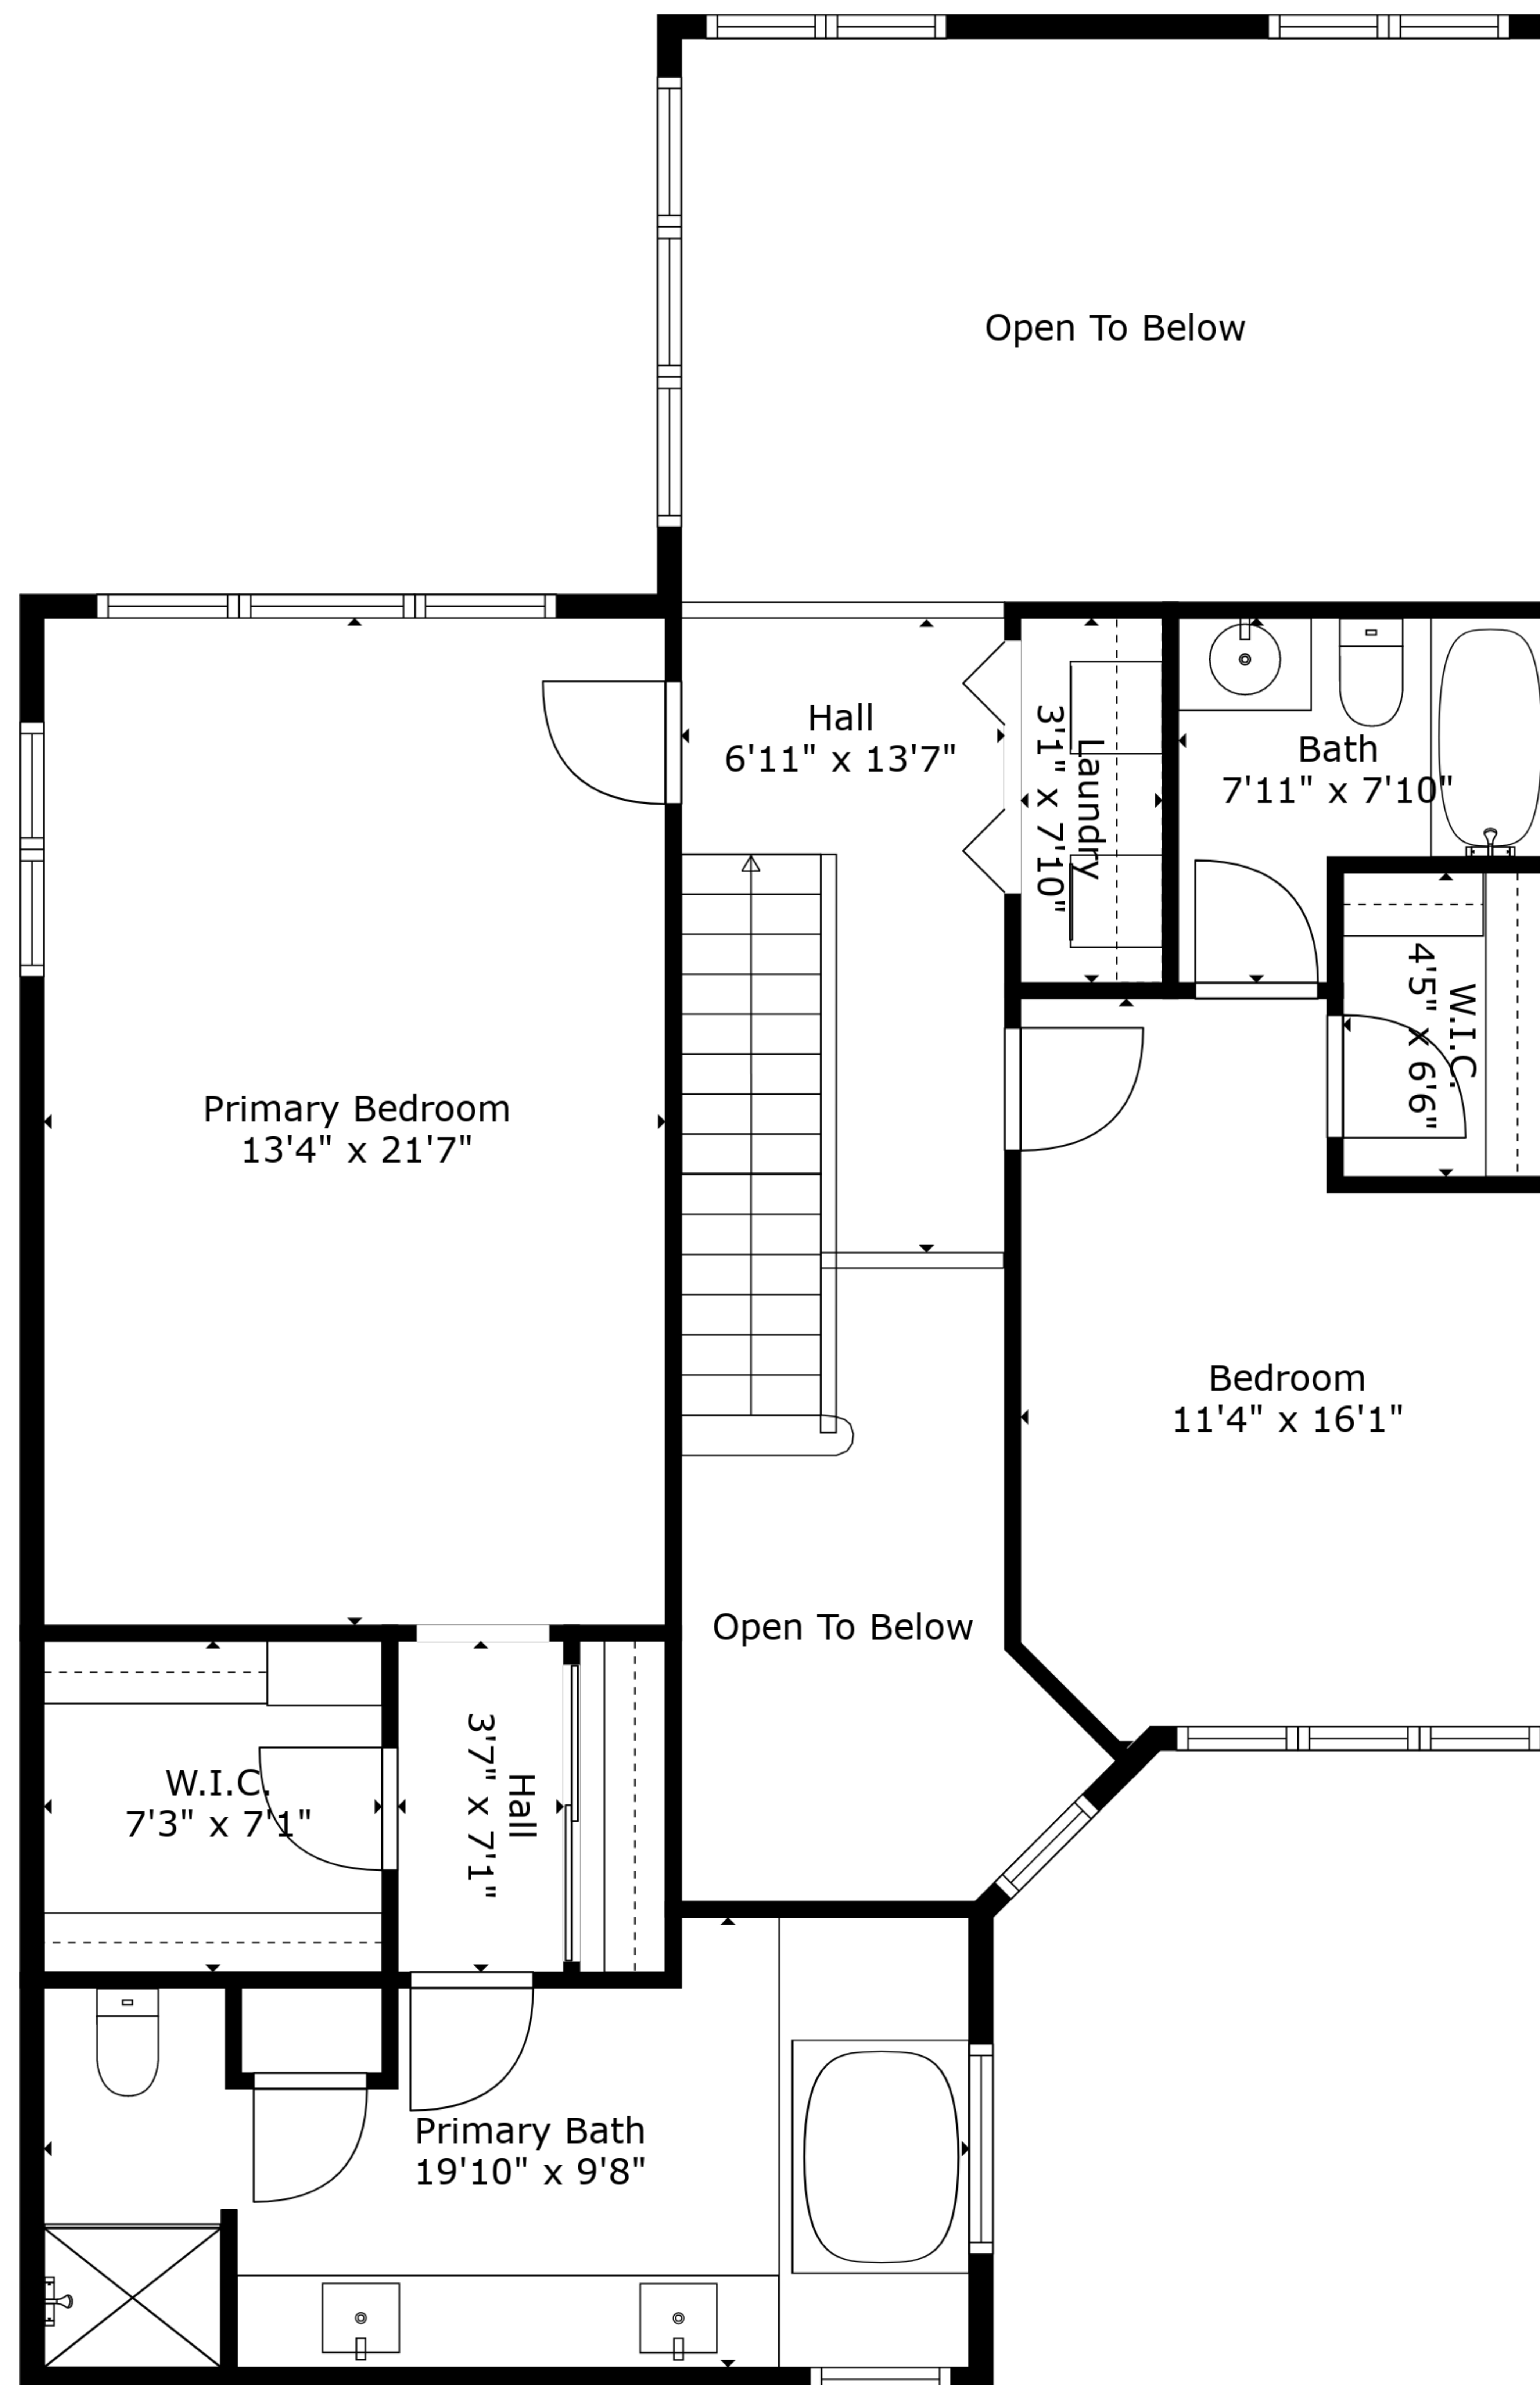 Open To Below
Hall
6'11" x 13'7"
Laundry
3'1" x 7'10"
Bath
7'11" x 7'10"
W.I.C.
4'5" x 6'6"
Primary Bedroom
13'4" x 21'7"
Bedroom
11'4" x 16'1"
Open To Below
W.I.C.
7'3" x 7'1"
Hall
3'7" x 7'1"
Primary Bath
19'10" x 9'8"